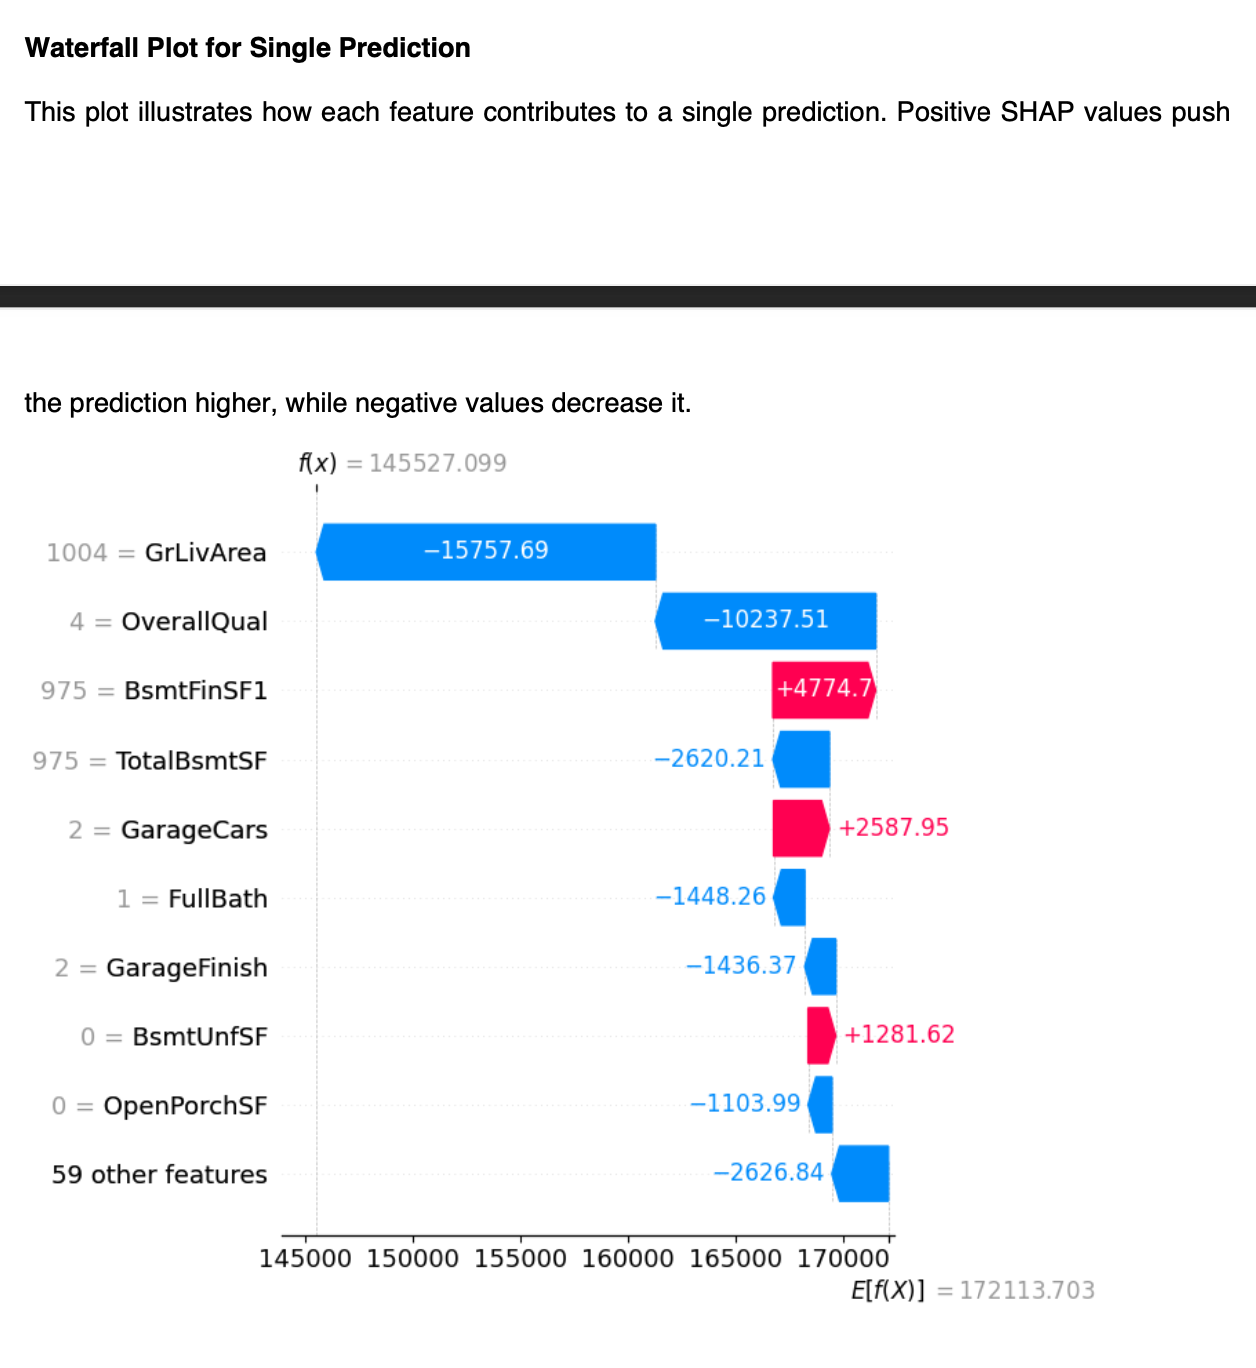 Waterfall Plot for Single Prediction
This plot illustrates how each feature contributes to a single prediction. Positive SHAP values push
the prediction higher, while negative values decrease it.
f(x) = 145527.099
1004 = GrLivArea −15757.69
4 = OverallQual −10237.51
975 = BsmtFinSF1 +4774.7
975 = TotalBsmtSF −2620.21
2 = GarageCars +2587.95
1 = FullBath −1448.26
2 = GarageFinish −1436.37
0 = BsmtUnfSF +1281.62
0 = OpenPorchSF −1103.99
59 other features −2626.84
145000 150000 155000 160000 165000 170000
E[f(X)] = 172113.703